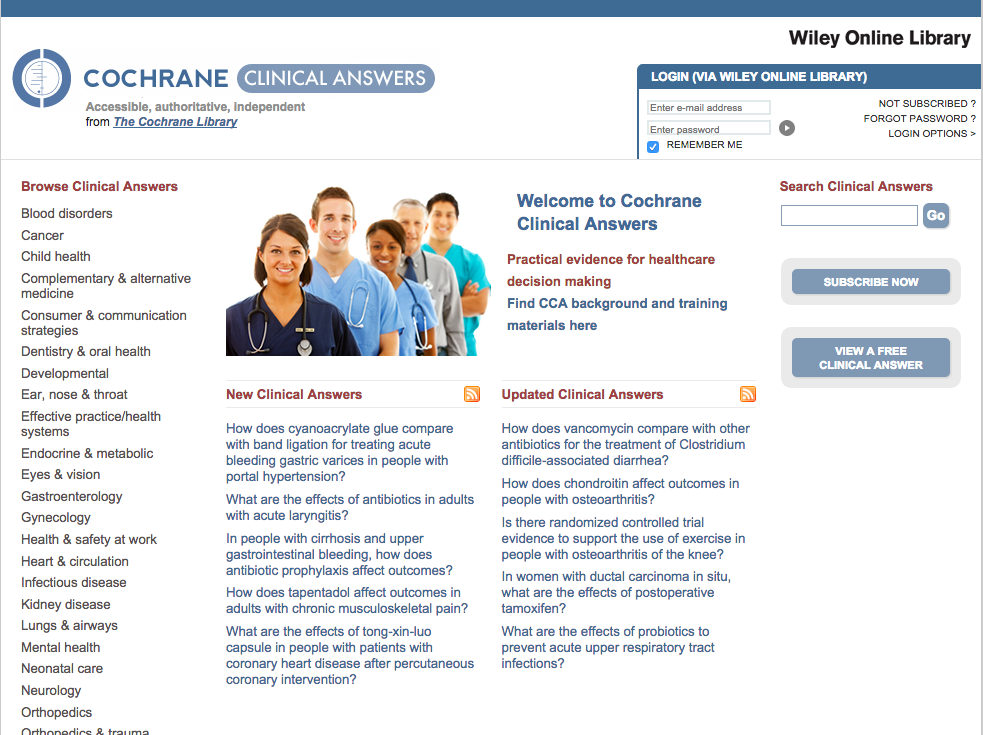 Wiley Online Library
COCHRANE CLINICAL ANSWERS
Accessible, authoritative, independent
from The Cochrane Library
LOGIN (VIA WILEY ONLINE LIBRARY)
Enter e-mail address
Enter password
REMEMBER ME
NOT SUBSCRIBED ?
FORGOT PASSWORD ?
LOGIN OPTIONS >
Browse Clinical Answers
Blood disorders
Cancer
Child health
Complementary & alternative
medicine
Consumer & communication
strategies
Dentistry & oral health
Developmental
Ear, nose & throat
Effective practice/health
systems
Endocrine & metabolic
Eyes & vision
Gastroenterology
Gynecology
Health & safety at work
Heart & circulation
Infectious disease
Kidney disease
Lungs & airways
Mental health
Neonatal care
Neurology
Orthopedics
Orthopedics & trauma
Welcome to Cochrane
Clinical Answers
Practical evidence for healthcare
decision making
Find CCA background and training
materials here
New Clinical Answers
How does cyanoacrylate glue compare
with band ligation for treating acute
bleeding gastric varices in people with
portal hypertension?
What are the effects of antibiotics in adults
with acute laryngitis?
In people with cirrhosis and upper
gastrointestinal bleeding, how does
antibiotic prophylaxis affect outcomes?
How does tapentadol affect outcomes in
adults with chronic musculoskeletal pain?
What are the effects of tong-xin-luo
capsule in people with patients with
coronary heart disease after percutaneous
coronary intervention?
Updated Clinical Answers
How does vancomycin compare with other
antibiotics for the treatment of Clostridium
difficile-associated diarrhea?
How does chondroitin affect outcomes in
people with osteoarthritis?
Is there randomized controlled trial
evidence to support the use of exercise in
people with osteoarthritis of the knee?
In women with ductal carcinoma in situ,
what are the effects of postoperative
tamoxifen?
What are the effects of probiotics to
prevent acute upper respiratory tract
infections?
Search Clinical Answers
Go
SUBSCRIBE NOW
VIEW A FREE
CLINICAL ANSWER